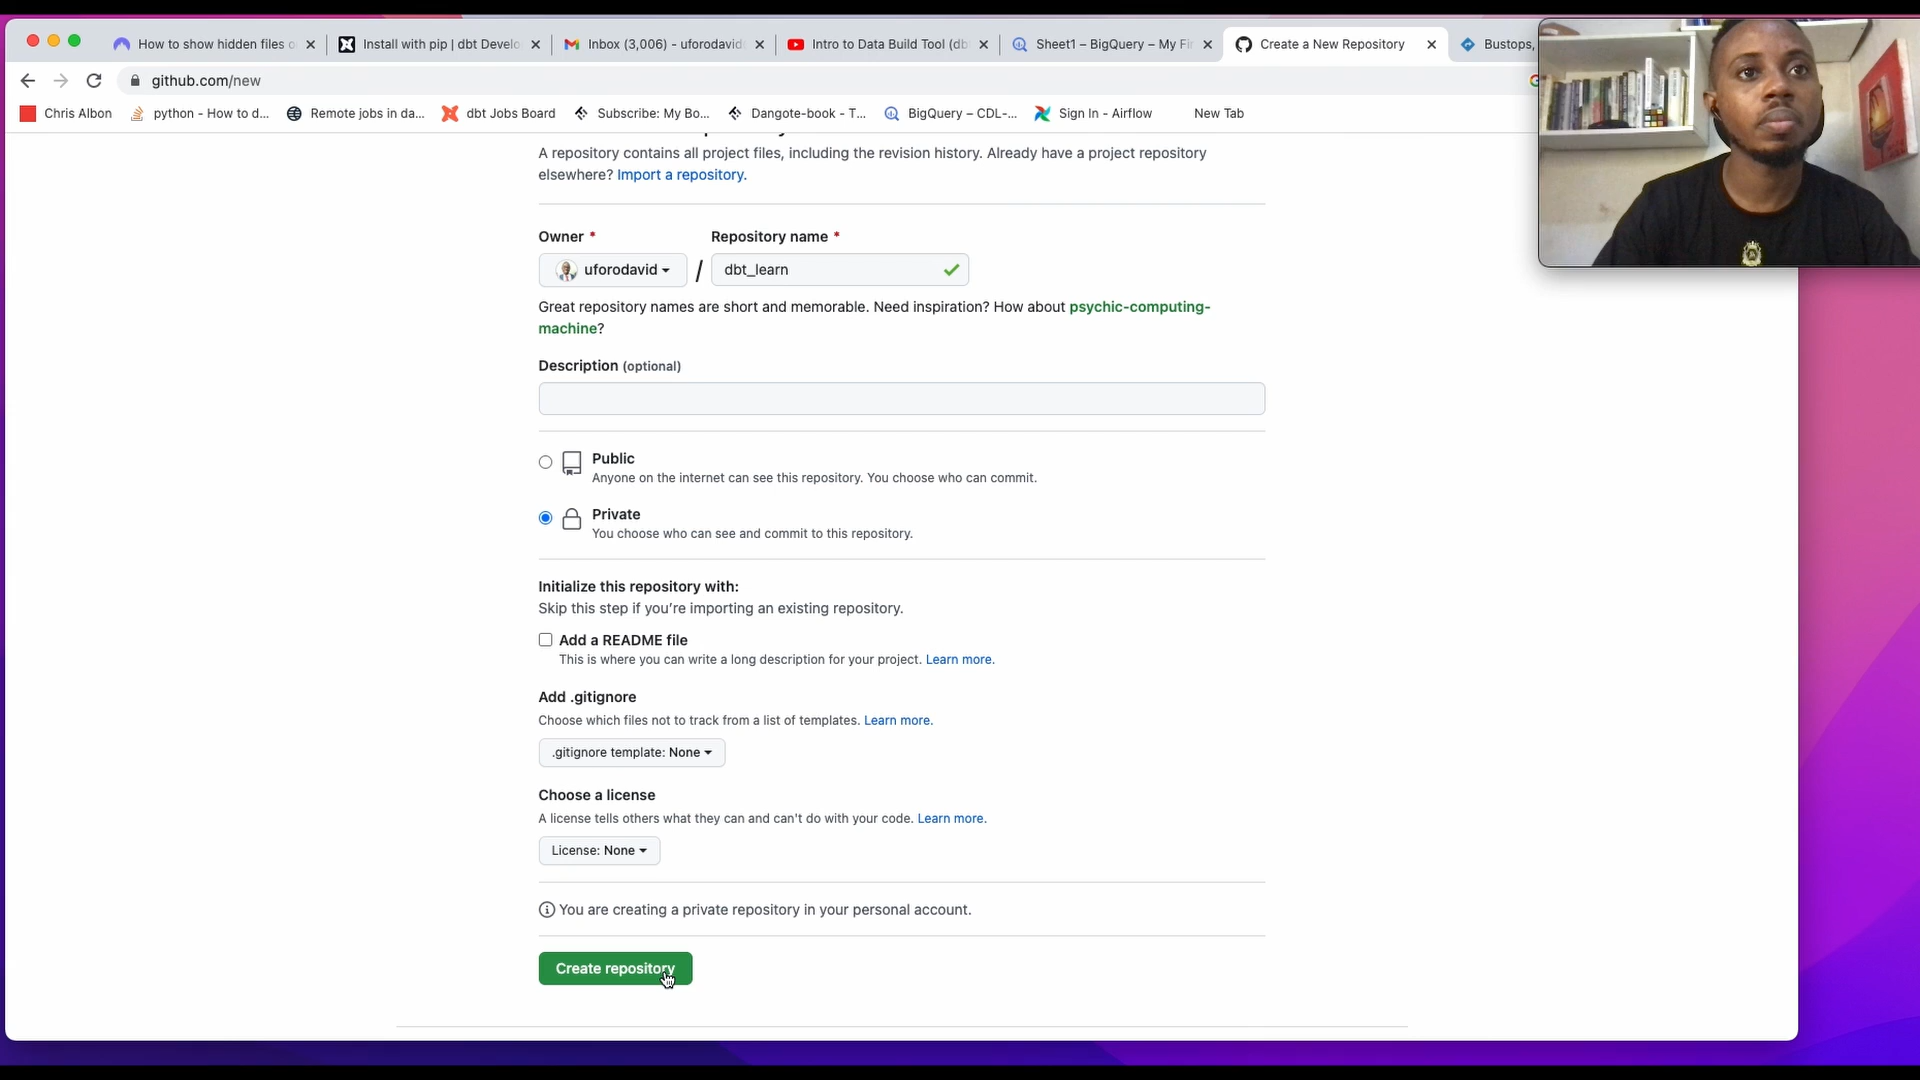 How to show hidden files o
Install with pip | dbt Develo
Inbox (3,006) - uforodavid
Intro to Data Build Tool (db
Sheet1 – BigQuery – My Fi
Create a New Repository
Bustops,
github.com/new
Chris Albon
python - How to d...
Remote jobs in da...
dbt Jobs Board
Subscribe: My Bo...
Dangote-book - T...
BigQuery – CDL-...
Sign In - Airflow
New Tab
A repository contains all project files, including the revision history. Already have a project repository
elsewhere? Import a repository.
Owner * Repository name *
uforodavid / dbt_learn
Great repository names are short and memorable. Need inspiration? How about psychic-computing-
machine?
Description (optional)
Public
Anyone on the internet can see this repository. You choose who can commit.
Private
You choose who can see and commit to this repository.
Initialize this repository with:
Skip this step if you’re importing an existing repository.
Add a README file
This is where you can write a long description for your project. Learn more.
Add .gitignore
Choose which files not to track from a list of templates. Learn more.
.gitignore template: None
Choose a license
A license tells others what they can and can't do with your code. Learn more.
License: None
You are creating a private repository in your personal account.
Create repository